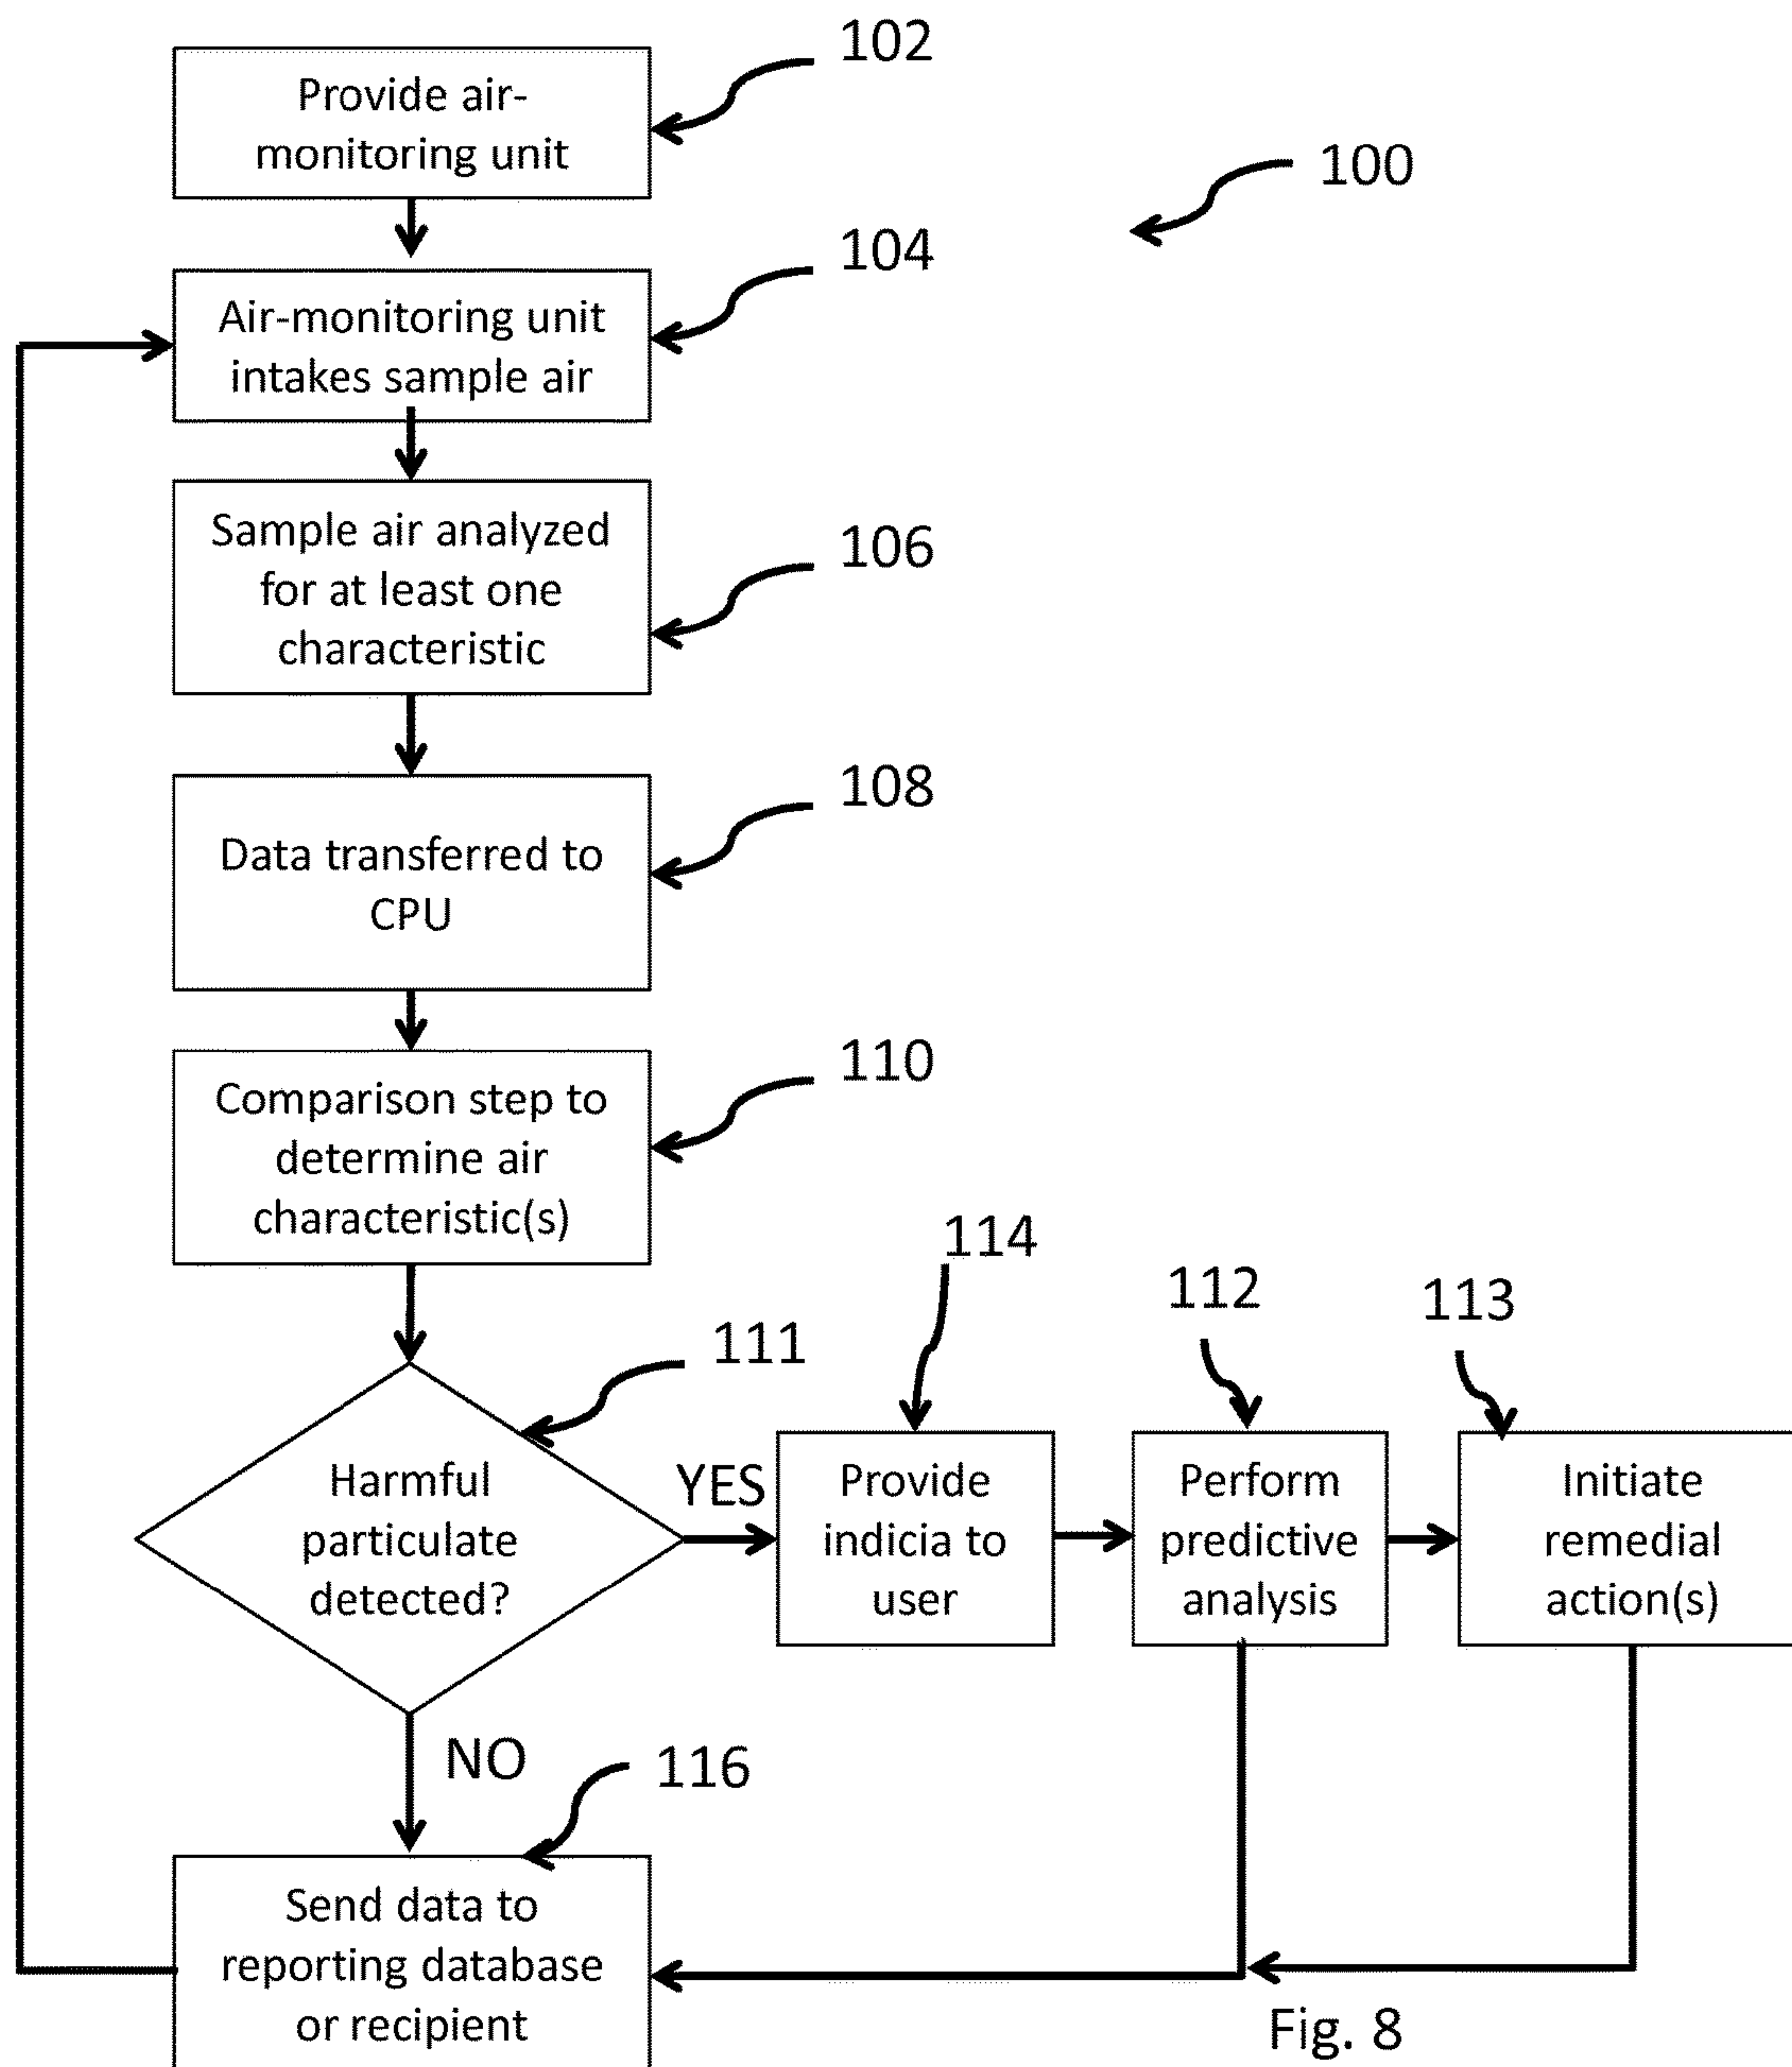 102
Provide air-
monitoring unit
100
104
Air-monitoring unit
intakes sample air
106
Sample air analyzed
for at least one
characteristic
108
Data transferred to
CPU
110
Comparison step to
determine air
characteristic(s)
111
Harmful
particulate
detected?
YES
114
Provide
indicia to
user
112
Perform
predictive
analysis
113
Initiate
remedial
action(s)
NO
116
Send data to
reporting database
or recipient
Fig. 8